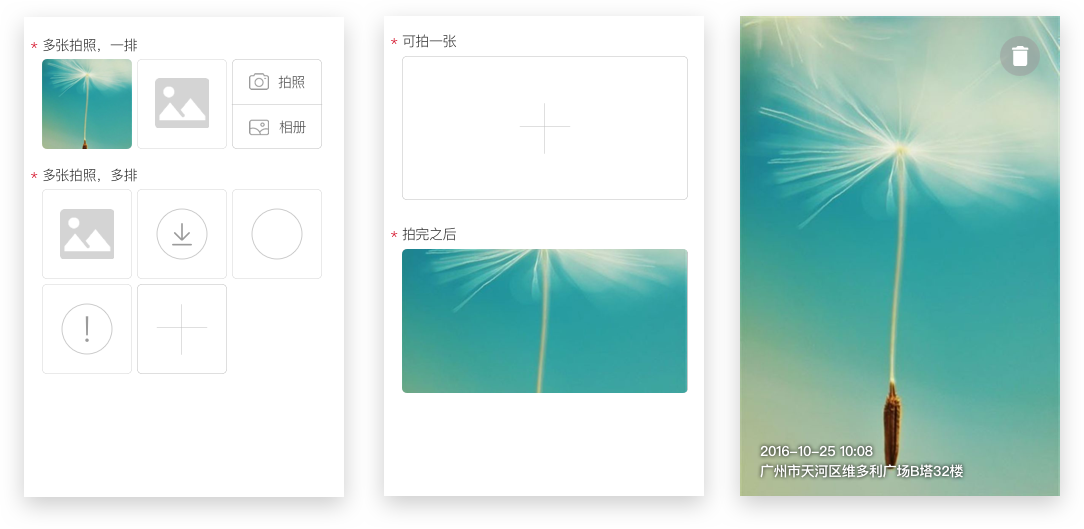 * 多张拍照，一排
拍照
相册
* 多张拍照，多排
* 可拍一张
* 拍完之后
2016-10-25 10:08
广州市天河区维多利广场B塔32楼